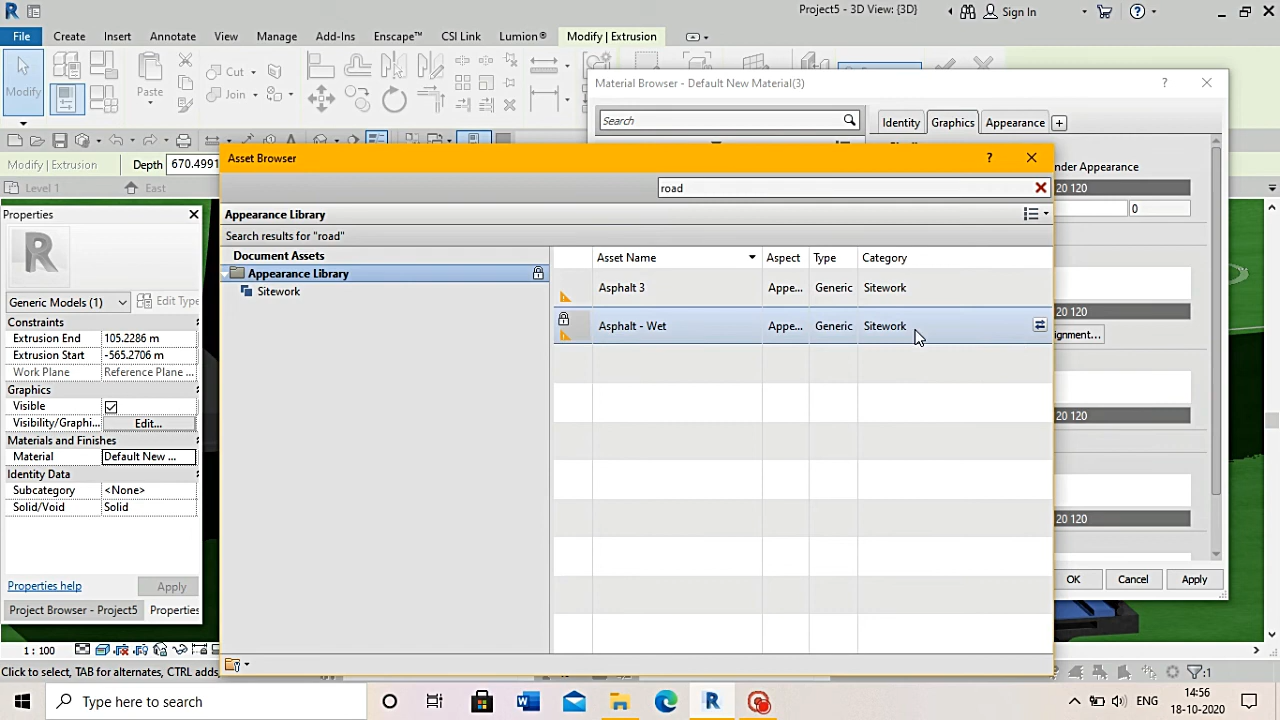 Project5 - 3D View: {3D}
Sign In
File Create Insert Annotate View Manage Add-Ins Enscape™ CSI Link Lumion® Modify | Extrusion
Modify
Paste
Cut
Join
Material Browser - Default New Material(3)
Search
Identity Graphics Appearance
Modify | Extrusion
Depth 670.4991
Level 1
East
Asset Browser
road
Appearance Library
Search results for "road"
Document Assets
Appearance Library
Sitework
Asset Name Aspect Type Category
Asphalt 3 Appe... Generic Sitework
Asphalt - Wet Appe... Generic Sitework
nder Appearance
20 120
0
20 120
gnment...
20 120
20 120
OK Cancel Apply
Properties
Generic Models (1)
Edit Type
Constraints
Extrusion End 105.2286 m
Extrusion Start -565.2706 m
Work Plane Reference Plane ...
Graphics
Visible
Visibility/Graphi... Edit...
Materials and Finishes
Material Default New ...
Identity Data
Subcategory <None>
Solid/Void Solid
Properties help
Apply
Project Browser - Project5
Properties
1 : 100
Click to select, TAB for alternates, CTRL adds
:1
Type here to search
ENG
14:56
18-10-2020